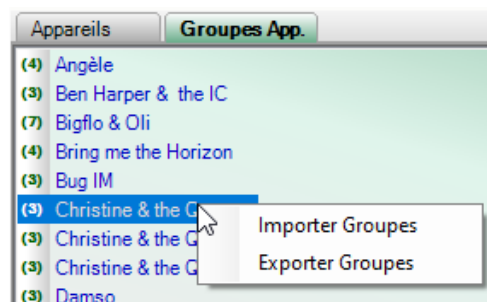 Appareils Groupes App.
(4) Angèle
(3) Ben Harper & the IC
(7) Bigflo & Oli
(4) Bring me the Horizon
(3) Bug IM
(3) Christine & the Q
Importer Groupes
(3) Christine & the Q
(3) Christine & the Q
Exporter Groupes
(3) Damso